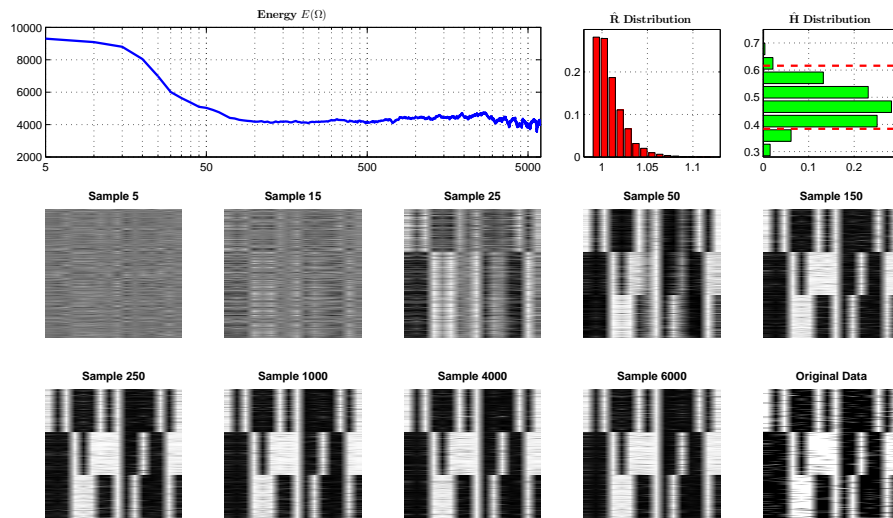 Energy E(Ω)
10000
8000
6000
4000
2000
5
50
500
5000
R̂ Distribution
0.2
0.1
0
1
1.05
1.1
Ĥ Distribution
0.7
0.6
0.5
0.4
0.3
0
0.1
0.2
Sample 5
Sample 15
Sample 25
Sample 50
Sample 150
Sample 250
Sample 1000
Sample 4000
Sample 6000
Original Data